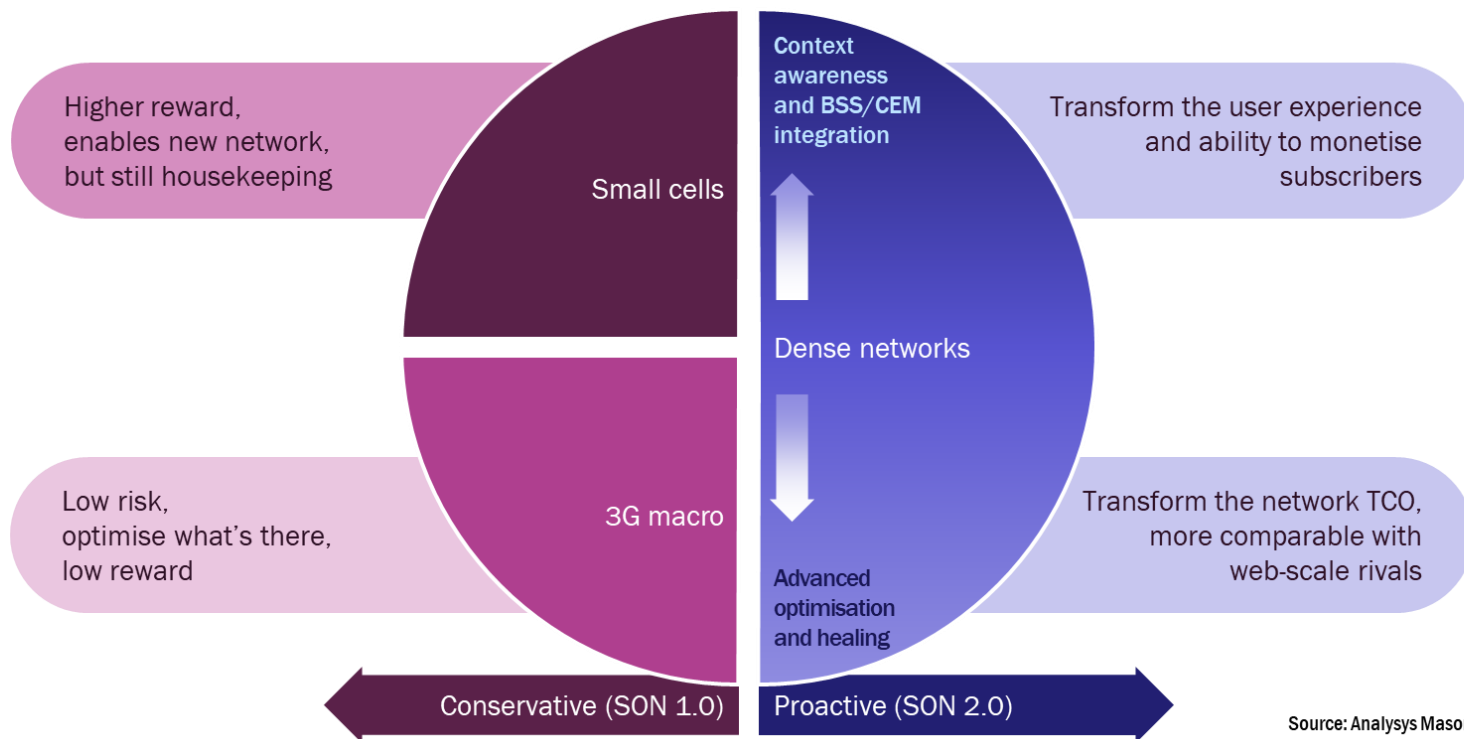 Higher reward,
enables new network,
but still housekeeping
Small cells
Low risk,
optimise what's there,
low reward
3G macro
Context
awareness
and BSS/CEM
integration
Dense networks
Advanced
optimisation
and healing
Transform the user experience
and ability to monetise
subscribers
Transform the network TCO,
more comparable with
web-scale rivals
Conservative (SON 1.0)
Proactive (SON 2.0)
Source: Analysys Maso